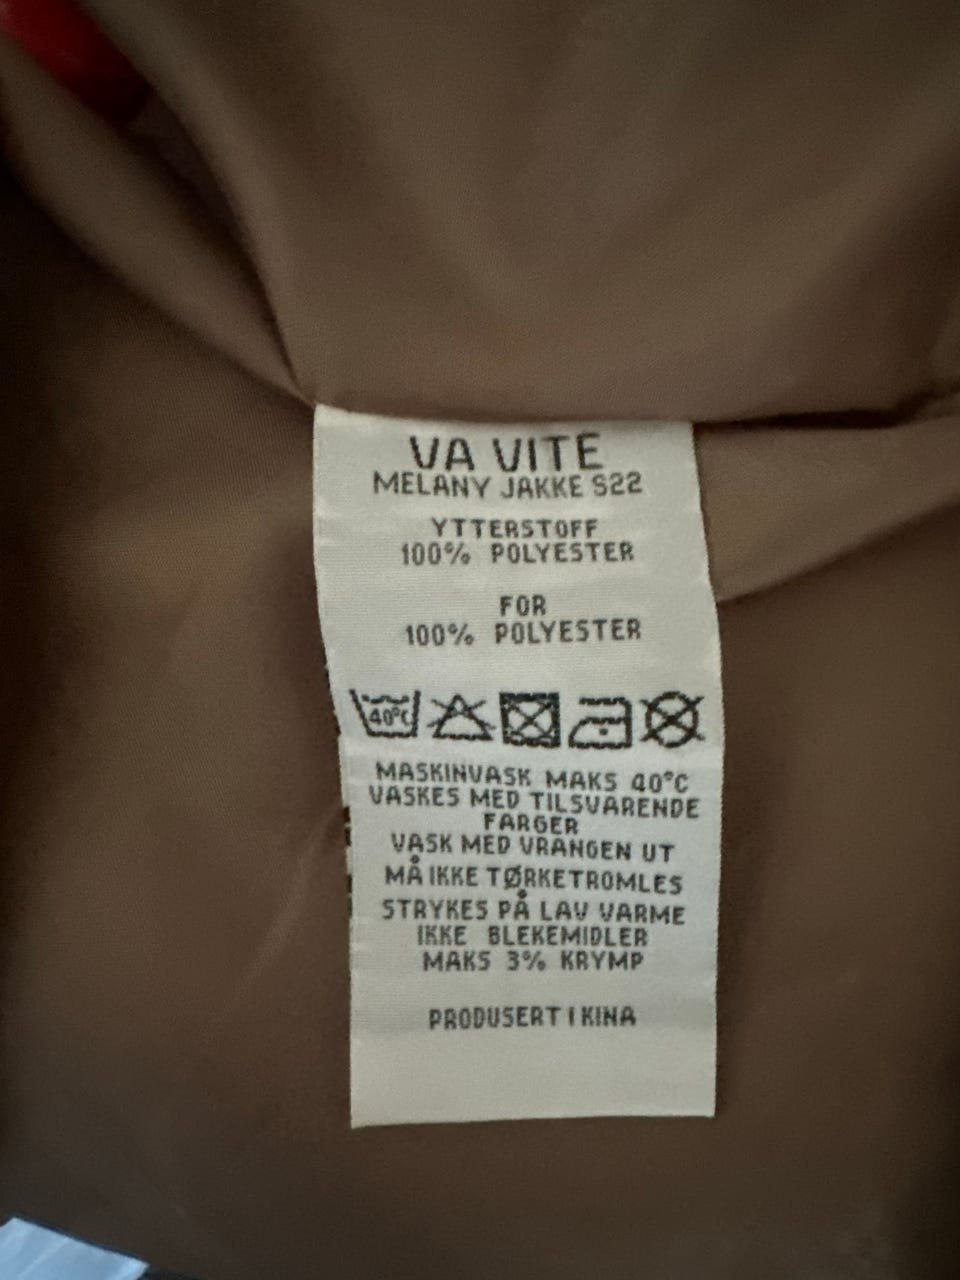 VA VITE
MELANY JAKKE S22
YTTERSTOFF
100% POLYESTER
FOR
100% POLYESTER
40°C
MASKINVASK MAKS 40°C
VASKES MED TILSVARENDE
FARGER
VASK MED VRANGEN UT
MÅ IKKE TØRKETROMLES
STRYKES PÅ LAV VARME
IKKE BLEKEMIDLER
MAKS 3% KRYMP
PRODUSERT I KINA